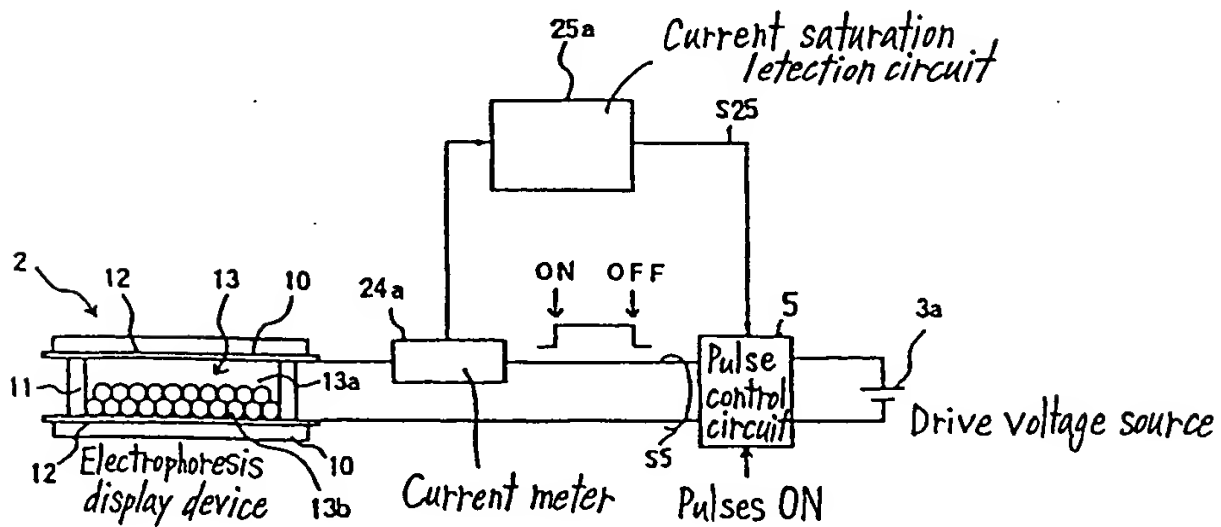 25a
Current saturation
letection circuit
S25
2
12
13
10
24a
ON OFF
5
3a
11
13a
Pulse
control
circuit
S5
Drive voltage source
12
10
13b
Electrophoresis
display device
Current meter
Pulses ON